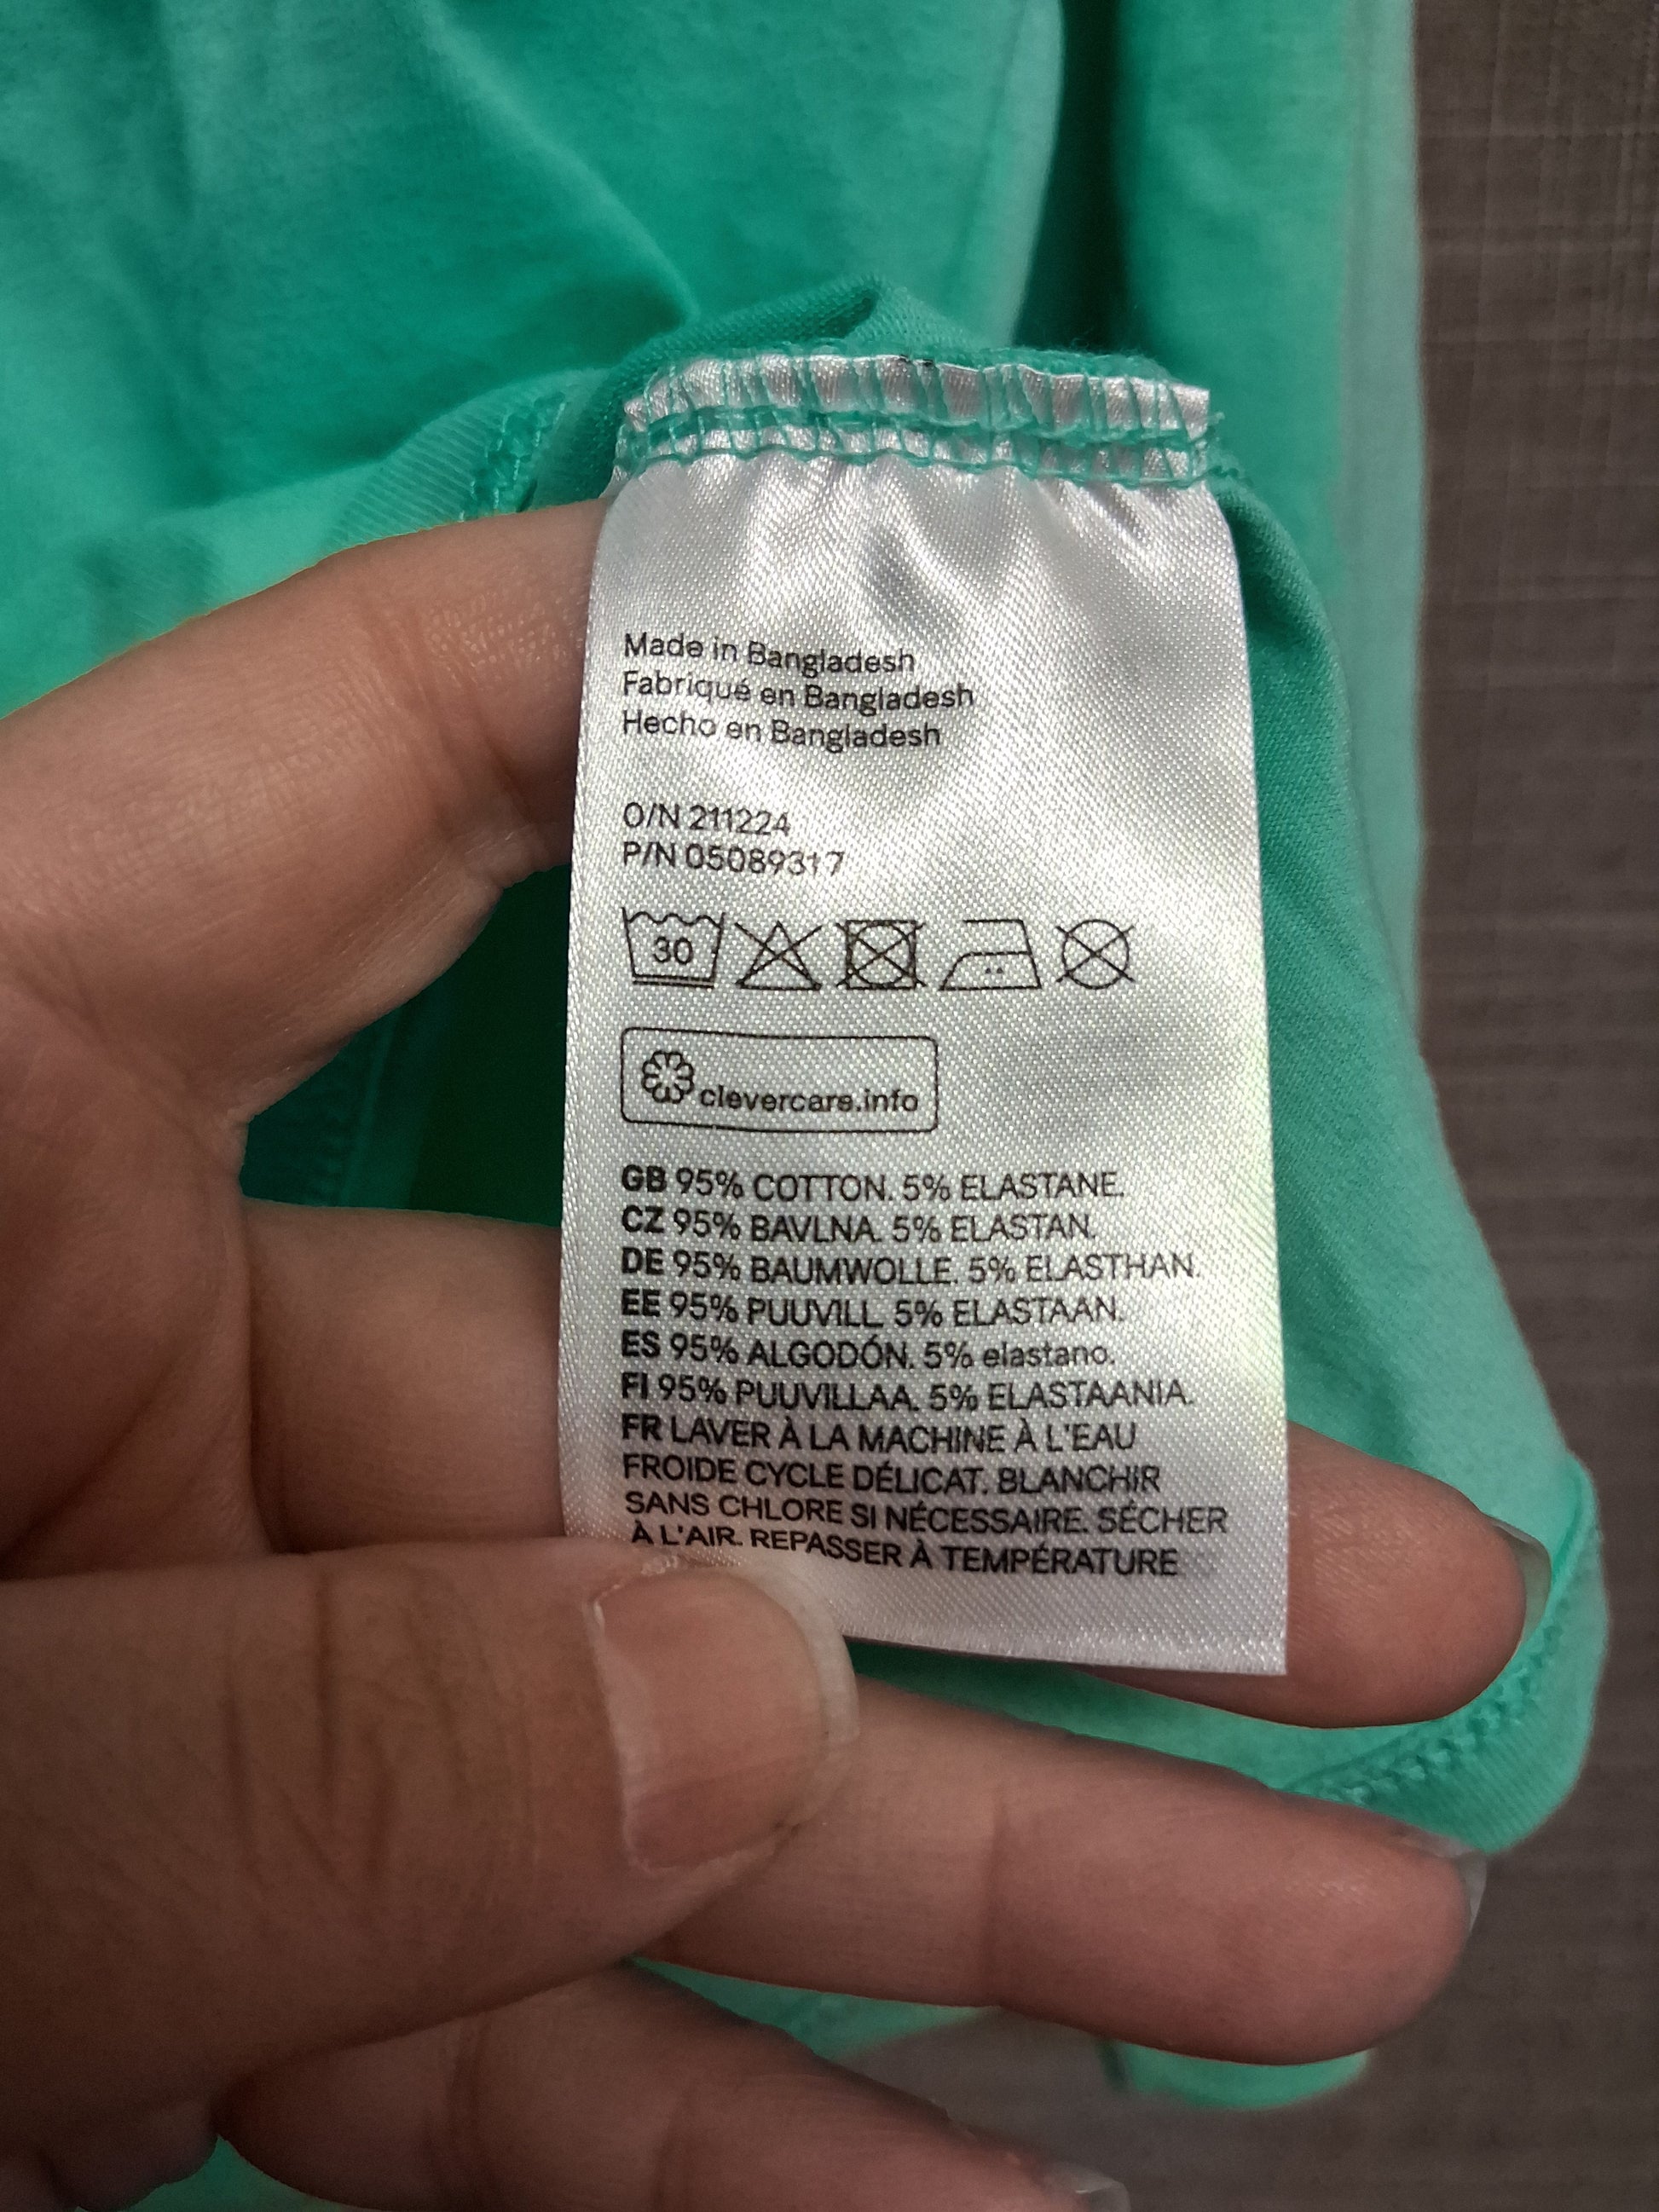 Made in Bangladesh
Fabriqué en Bangladesh
Hecho en Bangladesh
O/N 211224
P/N 05089317
30
clevercare.info
GB 95% COTTON. 5% ELASTANE.
CZ 95% BAVLNA. 5% ELASTAN.
DE 95% BAUMWOLLE. 5% ELASTHAN.
EE 95% PUUVILL. 5% ELASTAAN.
ES 95% ALGODÓN. 5% elastano.
FI 95% PUUVILLAA. 5% ELASTAANIA.
FR LAVER À LA MACHINE À L'EAU
FROIDE CYCLE DÉLICAT. BLANCHIR
SANS CHLORE SI NÉCESSAIRE. SÉCHER
À L'AIR. REPASSER À TEMPÉRATURE